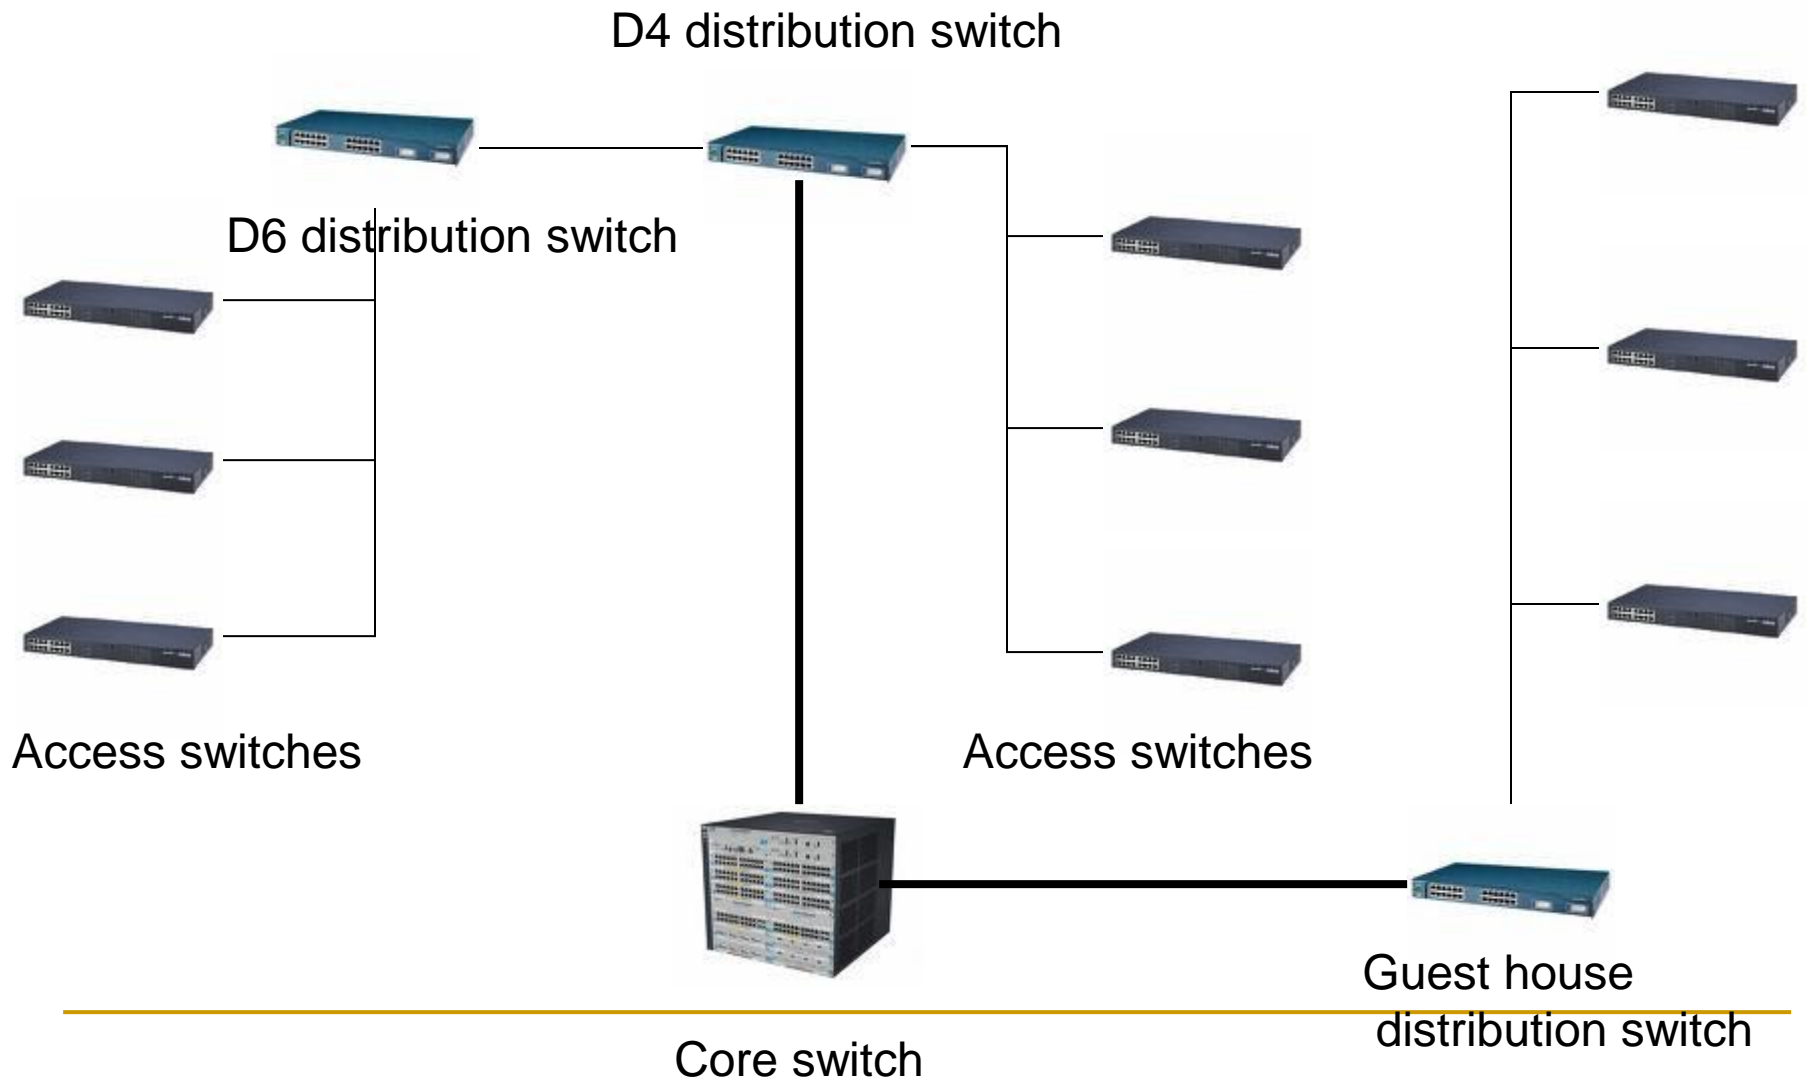 D4 distribution switch
D6 distribution switch
Access switches
Access switches
Guest house
distribution switch
Core switch